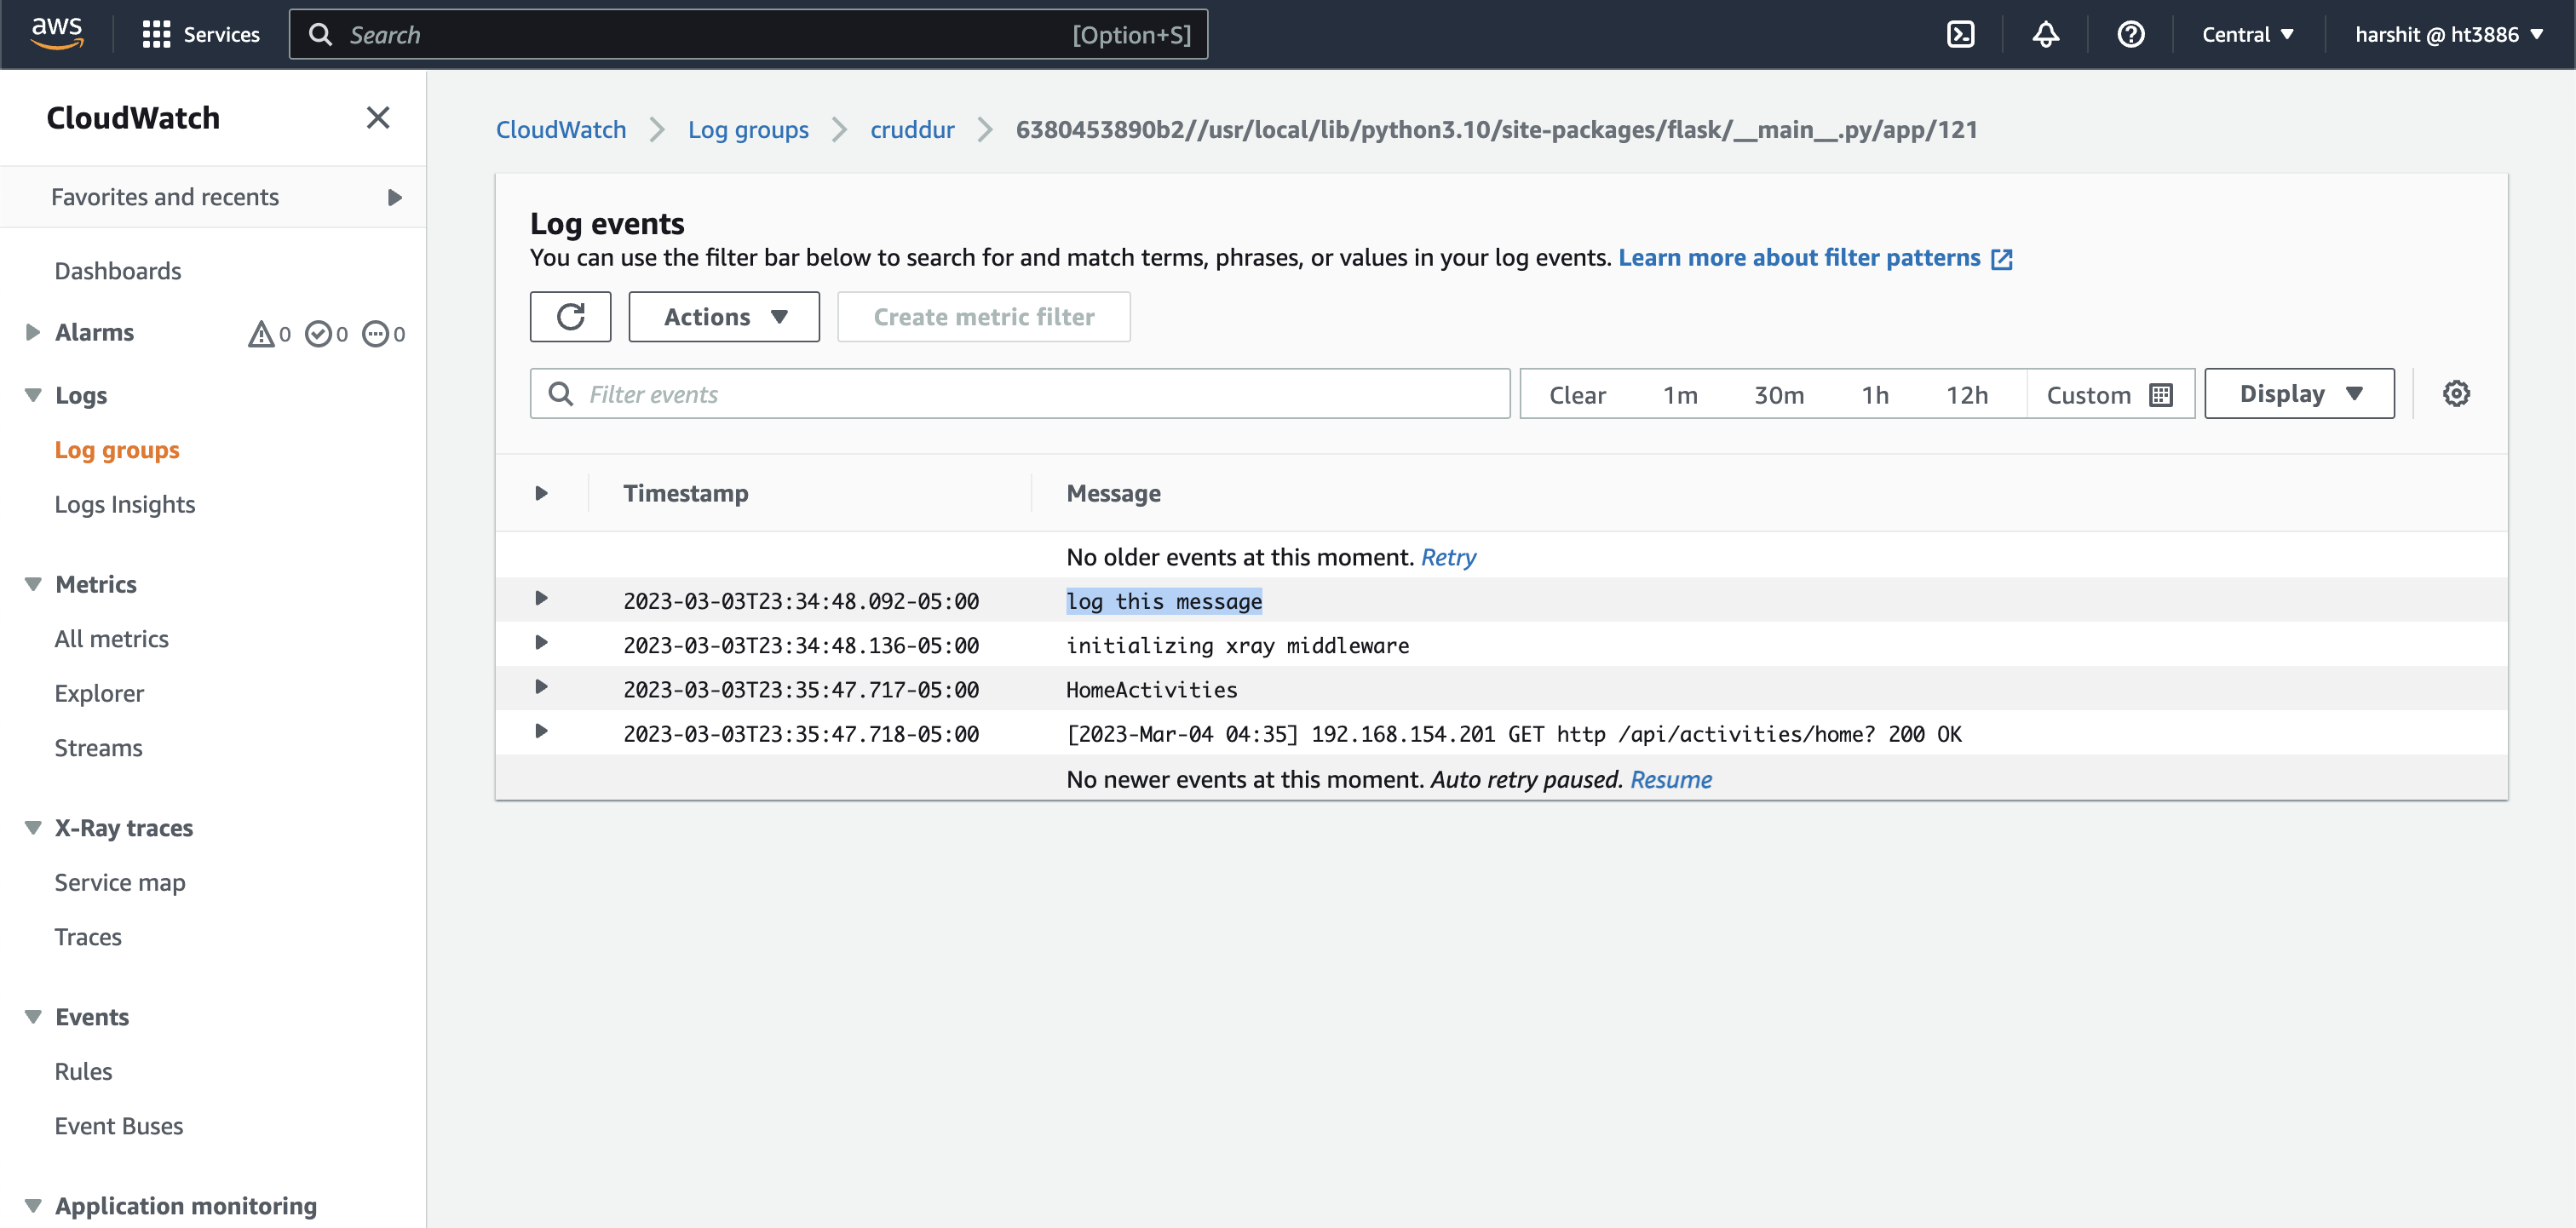 aws
Services
Search
[Option+S]
Central
harshit @ ht3886
CloudWatch
Favorites and recents
Dashboards
Alarms 0 0 0
Logs
Log groups
Logs Insights
Metrics
All metrics
Explorer
Streams
X-Ray traces
Service map
Traces
Events
Rules
Event Buses
Application monitoring
CloudWatch Log groups cruddur 6380453890b2//usr/local/lib/python3.10/site-packages/flask/__main__.py/app/121
Log events
You can use the filter bar below to search for and match terms, phrases, or values in your log events. Learn more about filter patterns
Actions Create metric filter
Filter events Clear 1m 30m 1h 12h Custom Display
Timestamp Message
No older events at this moment. Retry
2023-03-03T23:34:48.092-05:00 log this message
2023-03-03T23:34:48.136-05:00 initializing xray middleware
2023-03-03T23:35:47.717-05:00 HomeActivities
2023-03-03T23:35:47.718-05:00 [2023-Mar-04 04:35] 192.168.154.201 GET http /api/activities/home? 200 OK
No newer events at this moment. Auto retry paused. Resume